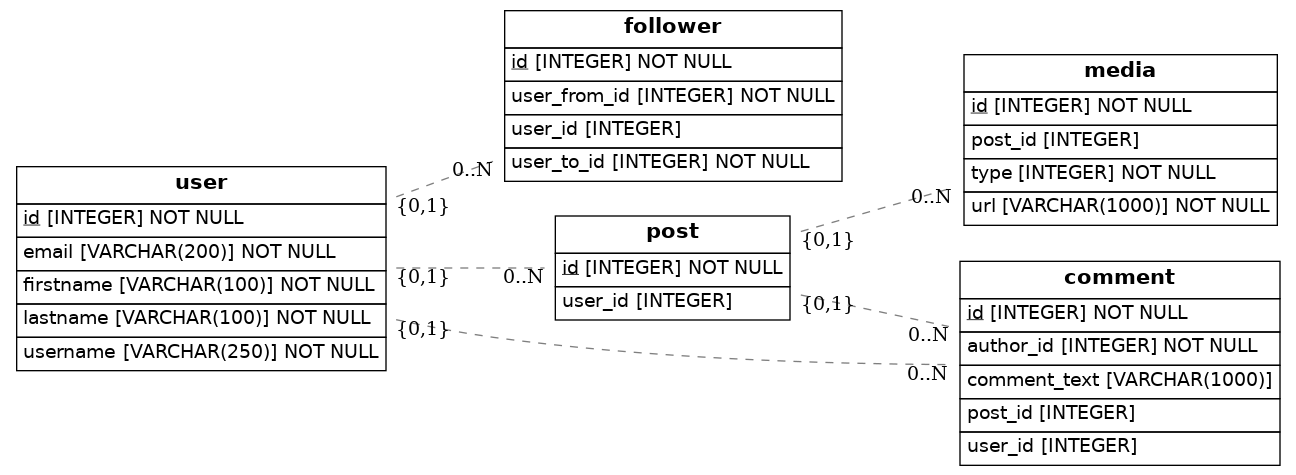 follower
id [INTEGER] NOT NULL
user_from_id [INTEGER] NOT NULL
user_id [INTEGER]
user_to_id [INTEGER] NOT NULL
media
id [INTEGER] NOT NULL
post_id [INTEGER]
type [INTEGER] NOT NULL
url [VARCHAR(1000)] NOT NULL
user
id [INTEGER] NOT NULL
email [VARCHAR(200)] NOT NULL
firstname [VARCHAR(100)] NOT NULL
lastname [VARCHAR(100)] NOT NULL
username [VARCHAR(250)] NOT NULL
0..N
{0,1}
{0,1}
0..N
{0,1}
0..N
post
id [INTEGER] NOT NULL
user_id [INTEGER]
0..N
{0,1}
{0,1}
0..N
comment
id [INTEGER] NOT NULL
author_id [INTEGER] NOT NULL
comment_text [VARCHAR(1000)]
post_id [INTEGER]
user_id [INTEGER]